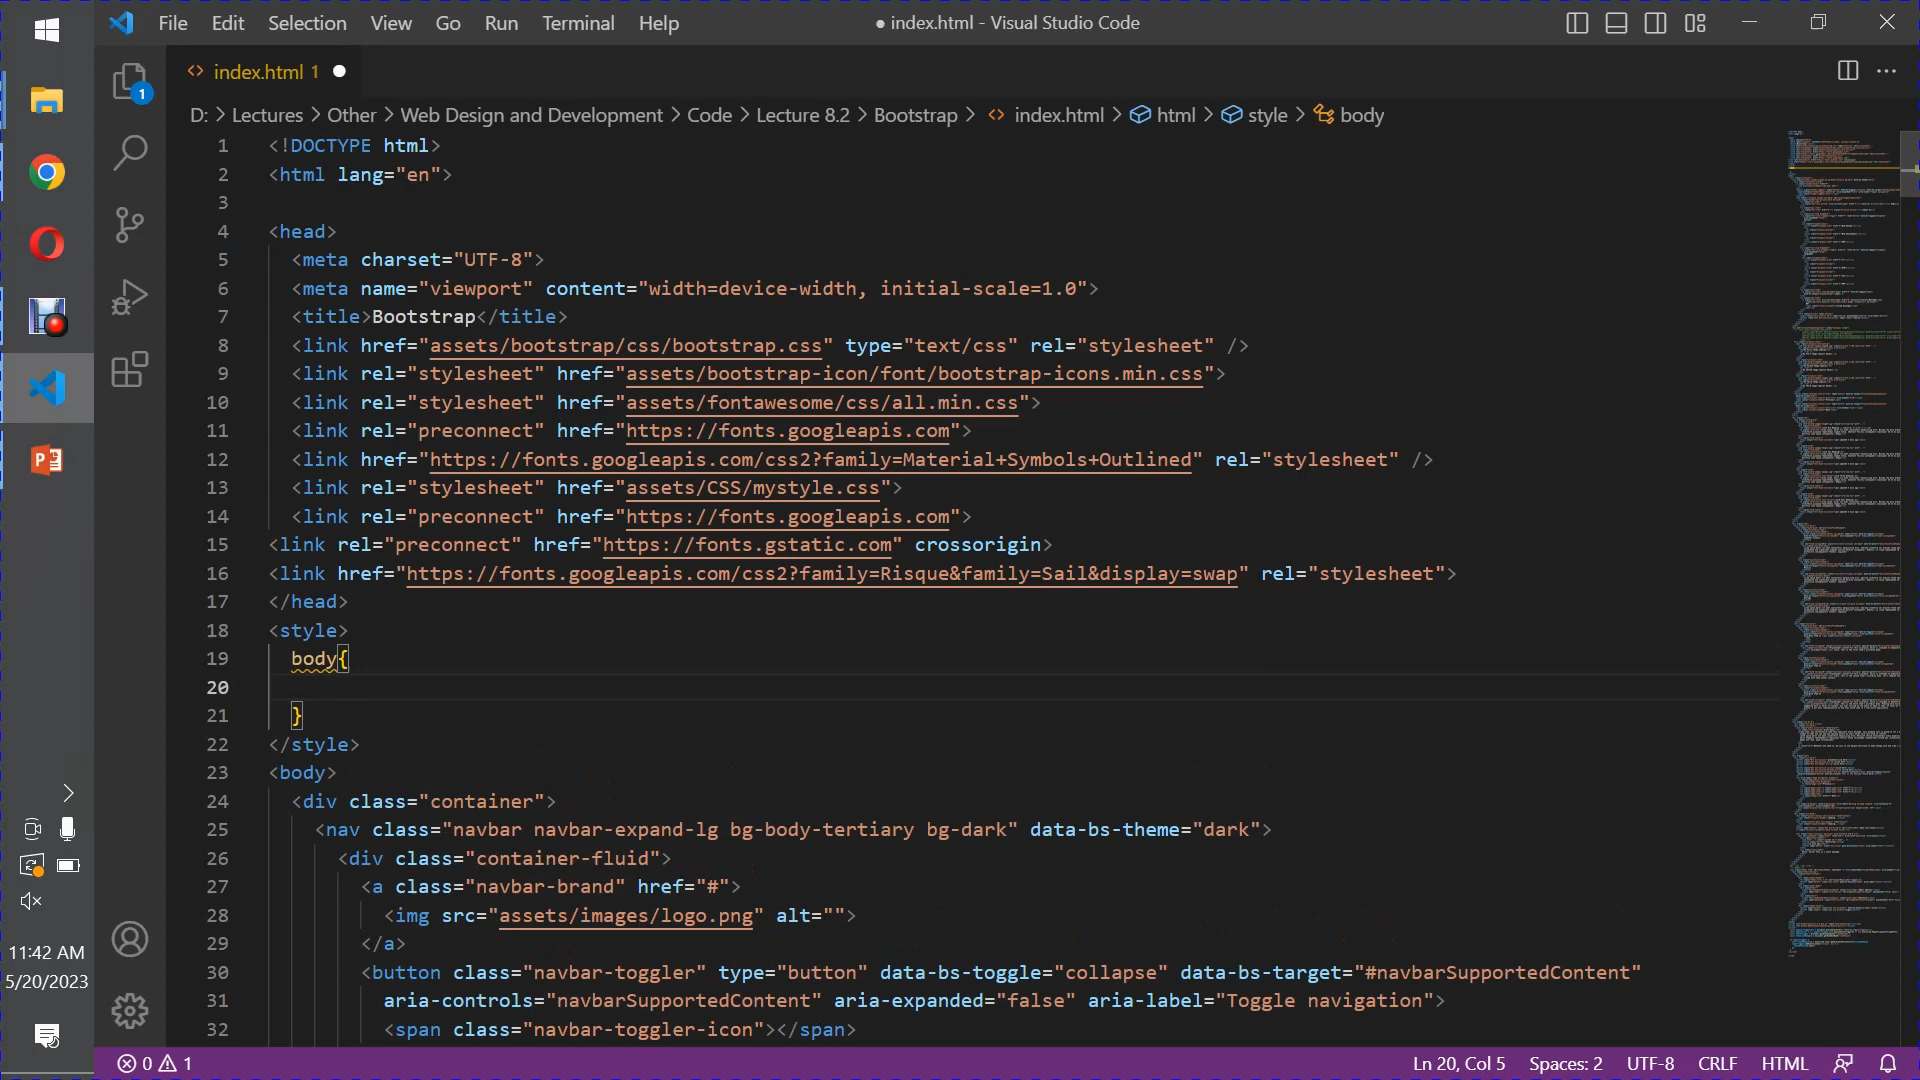 File Edit Selection View Go Run Terminal Help
● index.html - Visual Studio Code
index.html 1
D: > Lectures > Other > Web Design and Development > Code > Lecture 8.2 > Bootstrap > index.html > html > style > body
1 <!DOCTYPE html>
2 <html lang="en">
3
4 <head>
5 <meta charset="UTF-8">
6 <meta name="viewport" content="width=device-width, initial-scale=1.0">
7 <title>Bootstrap</title>
8 <link href="assets/bootstrap/css/bootstrap.css" type="text/css" rel="stylesheet" />
9 <link rel="stylesheet" href="assets/bootstrap-icon/font/bootstrap-icons.min.css">
10 <link rel="stylesheet" href="assets/fontawesome/css/all.min.css">
11 <link rel="preconnect" href="https://fonts.googleapis.com">
12 <link href="https://fonts.googleapis.com/css2?family=Material+Symbols+Outlined" rel="stylesheet" />
13 <link rel="stylesheet" href="assets/CSS/mystyle.css">
14 <link rel="preconnect" href="https://fonts.googleapis.com">
15 <link rel="preconnect" href="https://fonts.gstatic.com" crossorigin>
16 <link href="https://fonts.googleapis.com/css2?family=Risque&family=Sail&display=swap" rel="stylesheet">
17 </head>
18 <style>
19 body{
20
21 }
22 </style>
23 <body>
24 <div class="container">
25 <nav class="navbar navbar-expand-lg bg-body-tertiary bg-dark" data-bs-theme="dark">
26 <div class="container-fluid">
27 <a class="navbar-brand" href="#">
28 <img src="assets/images/logo.png" alt="">
29 </a>
30 <button class="navbar-toggler" type="button" data-bs-toggle="collapse" data-bs-target="#navbarSupportedContent"
31 aria-controls="navbarSupportedContent" aria-expanded="false" aria-label="Toggle navigation">
32 <span class="navbar-toggler-icon"></span>
1
11:42 AM
5/20/2023
0 1
Ln 20, Col 5 Spaces: 2 UTF-8 CRLF HTML